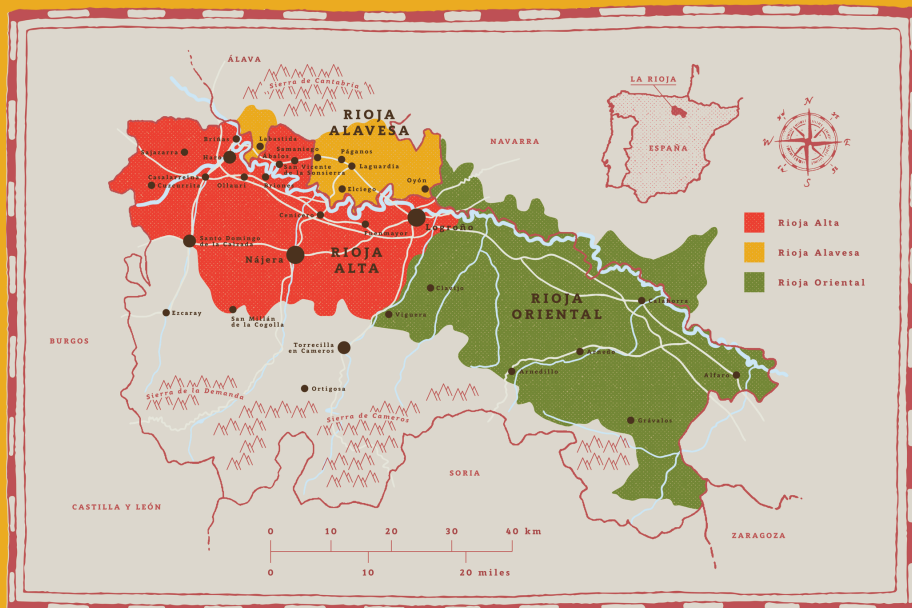 ÁLAVA
Sierra de Cantabria
RIOJA
ALAVESA
NAVARRA
LA RIOJA
ESPAÑA
N
W
E
S
n
s
Briñas
Labastida
Sajazarra
Haro
Ábalos
Samaniego
Páganos
San Vicente
de la Sonsierra
Laguardia
Casalarreina
Cuzcurrita
Ollauri
Briones
Elciego
Oyón
Cenicero
Fuenmayor
Logroño
Santo Domingo
de la Calzada
Nájera
RIOJA
ALTA
Rioja Alta
Rioja Alavesa
Rioja Oriental
Clavijo
RIOJA
ORIENTAL
Calahorra
Ezcaray
San Millán
de la Cogolla
Viguera
BURGOS
Torrecilla
en Cameros
Arnedo
Arnedillo
Alfaro
Ortigosa
Sierra de la Demanda
Sierra de Cameros
Grávalos
SORIA
CASTILLA Y LEÓN
ZARAGOZA
0 10 20 30 40 km
0 10 20 miles